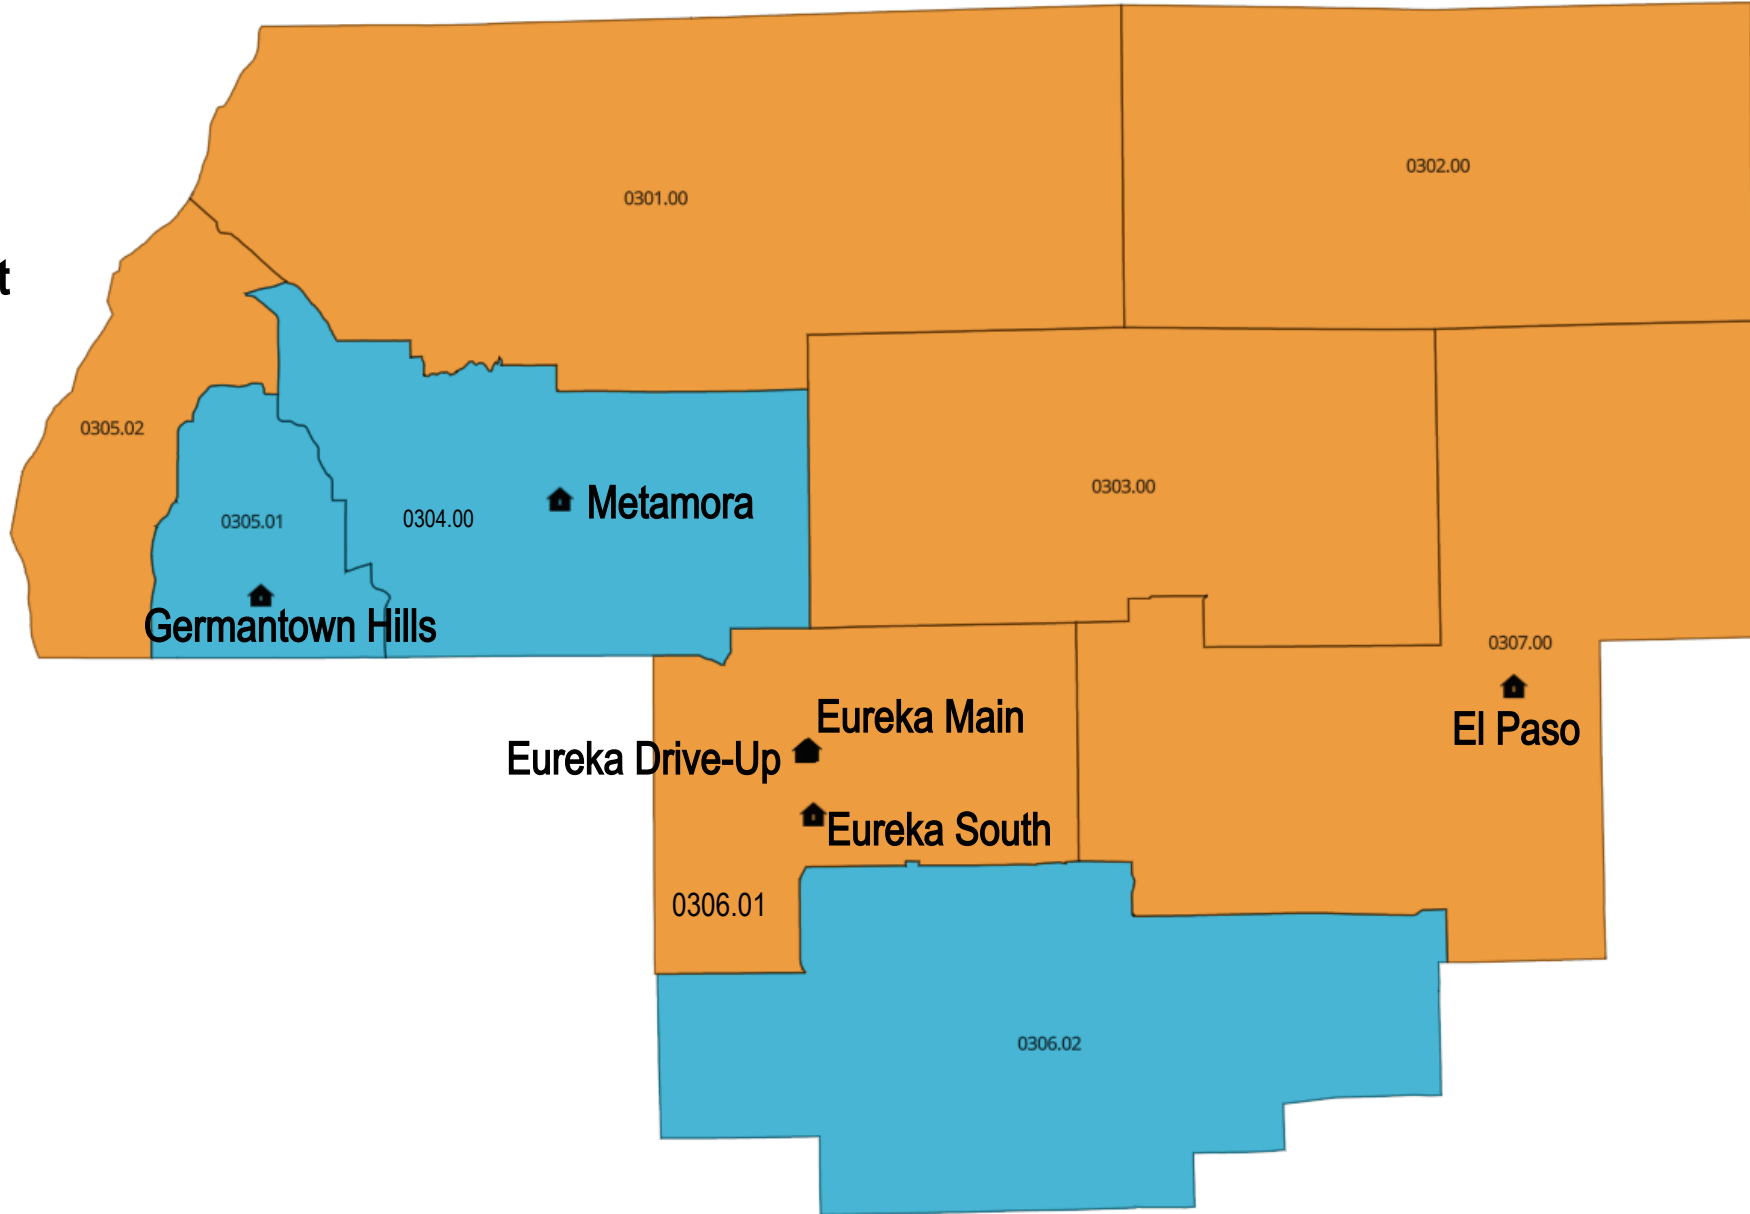 0302.00
0301.00
t
0305.02
0303.00
Metamora
0305.01
0304.00
Germantown Hills
0307.00
Eureka Main
El Paso
Eureka Drive-Up
Eureka South
0306.01
0306.02